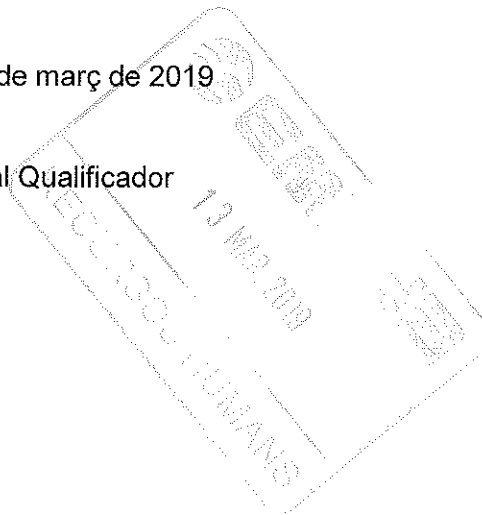 de març de 2019
al Qualificador
13 MAR 2019
RECURSOS HUMANS